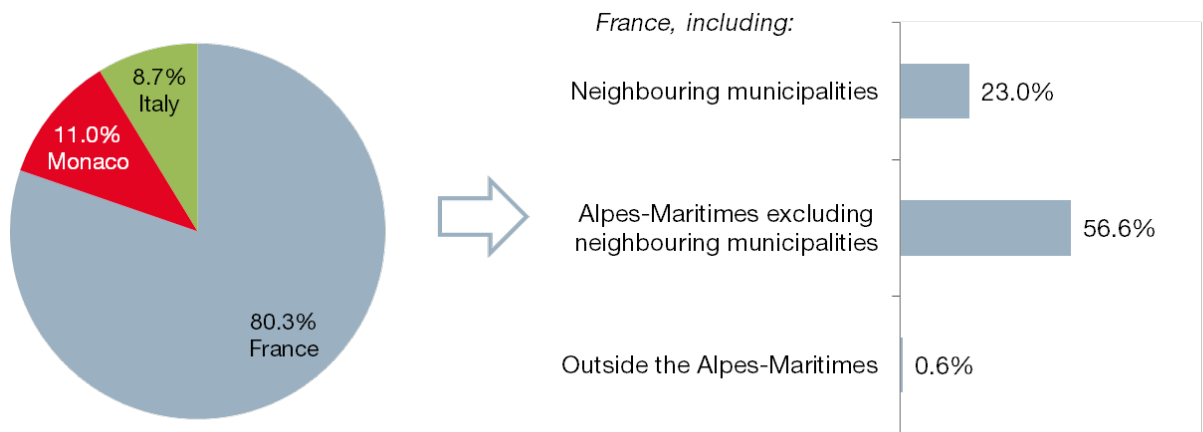 8.7%
Italy
11.0%
Monaco
80.3%
France
France, including:
Neighbouring municipalities
23.0%
Alpes-Maritimes excluding
neighbouring municipalities
56.6%
Outside the Alpes-Maritimes
0.6%